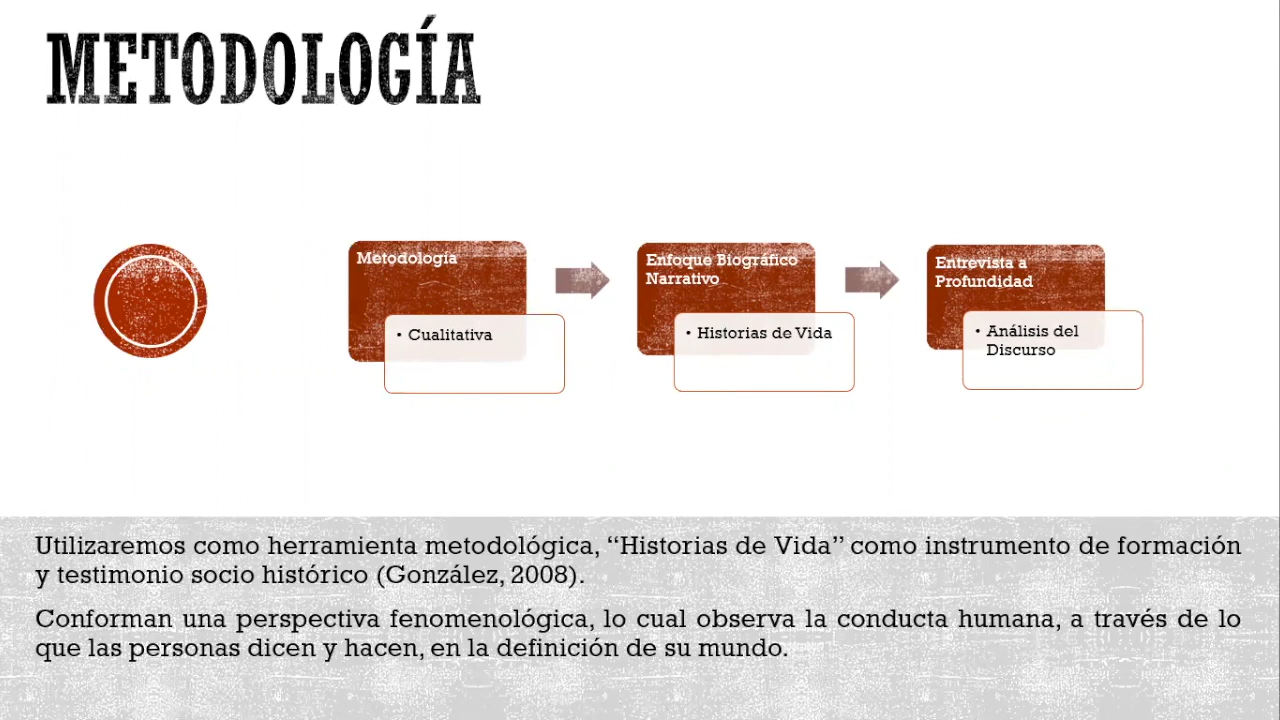 METODOLOGÍA
Metodología
• Cualitativa
Enfoque Biográfico
Narrativo
• Historias de Vida
Entrevista a
Profundidad
• Análisis del
Discurso
Utilizaremos como herramienta metodológica, “Historias de Vida” como instrumento de formación
y testimonio socio histórico (González, 2008).
Conforman una perspectiva fenomenológica, lo cual observa la conducta humana, a través de lo
que las personas dicen y hacen, en la definición de su mundo.